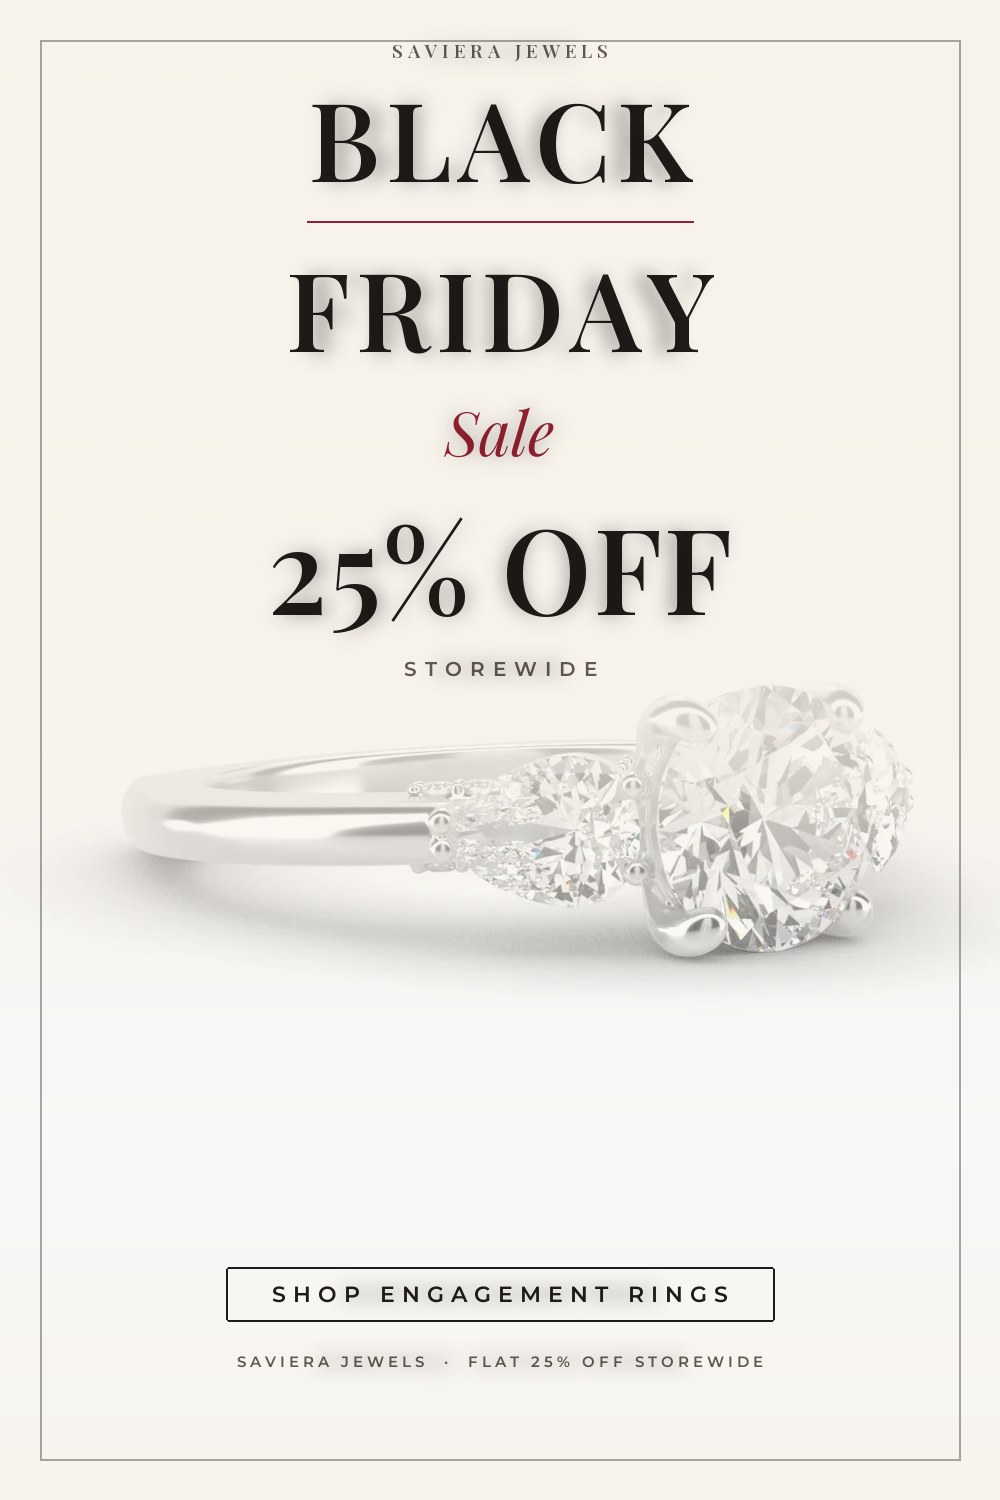 SAVIERA JEWELS
BLACK
FRIDAY
Sale
25% OFF
STOREWIDE
SHOP ENGAGEMENT RINGS
SAVIERA JEWELS · FLAT 25% OFF STOREWIDE